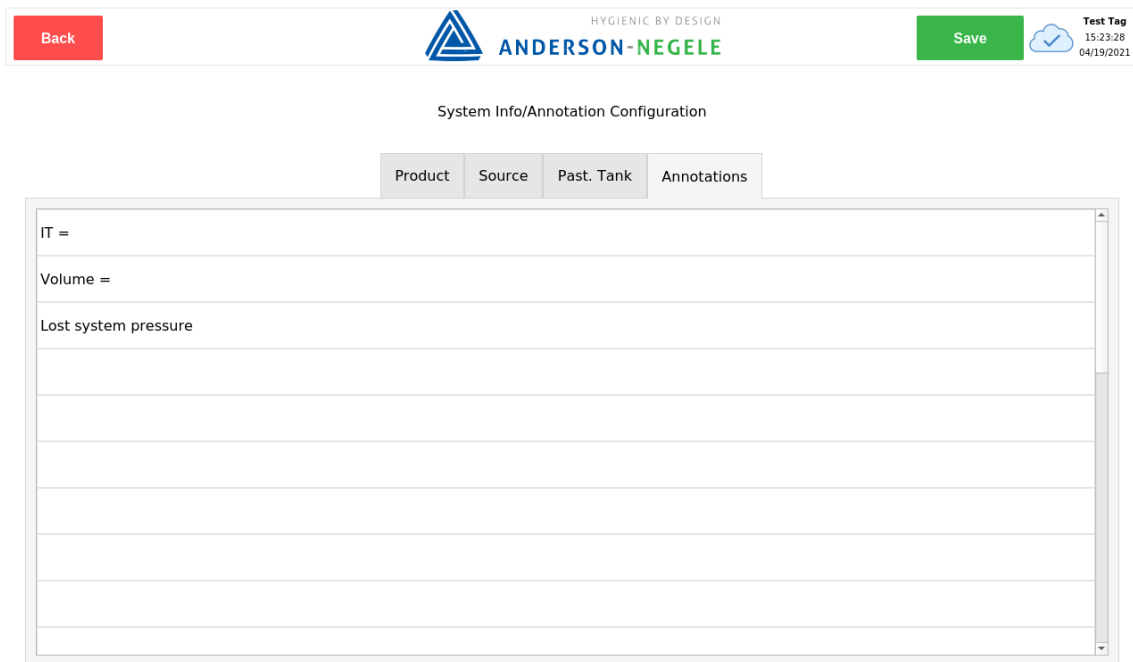 Back
HYGIENIC BY DESIGN
ANDERSON-NEGELE
Save
Test Tag
15:23:28
04/19/2021
System Info/Annotation Configuration
Product Source Past. Tank Annotations
IT =
Volume =
Lost system pressure